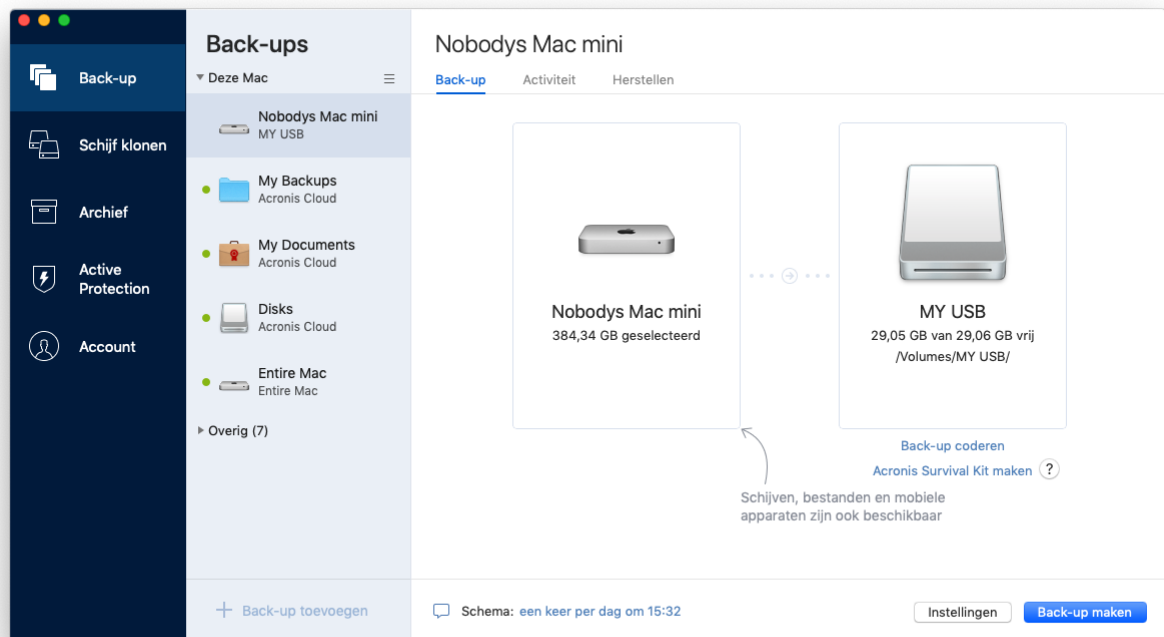 Back-up
Schijf klonen
Archief
Active
Protection
Account
Back-ups
Deze Mac
Nobodys Mac mini
MY USB
My Backups
Acronis Cloud
My Documents
Acronis Cloud
Disks
Acronis Cloud
Entire Mac
Entire Mac
Overig (7)
Back-up toevoegen
Nobodys Mac mini
Back-up Activiteit Herstellen
Nobodys Mac mini
384,34 GB geselecteerd
MY USB
29,05 GB van 29,06 GB vrij
/Volumes/MY USB/
Back-up coderen
Acronis Survival Kit maken ?
Schijven, bestanden en mobiele
apparaten zijn ook beschikbaar
Schema: een keer per dag om 15:32
Instellingen
Back-up maken